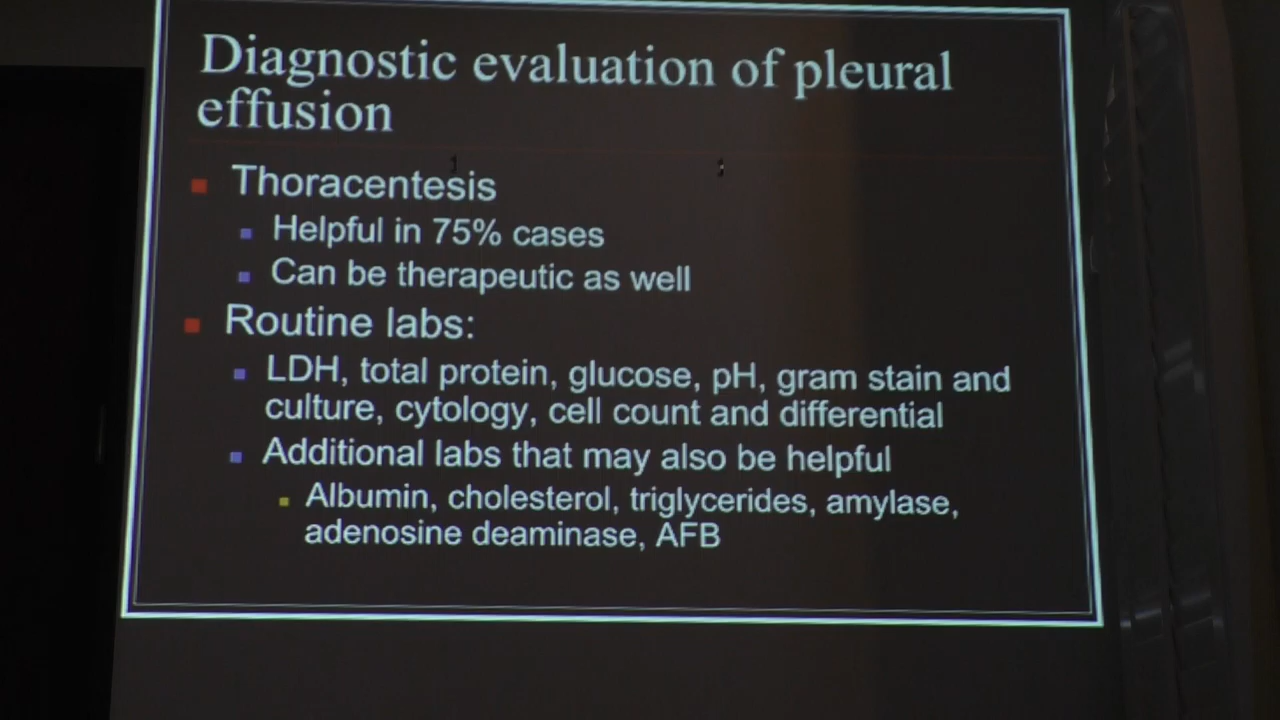 Diagnostic evaluation of pleural
effusion
Thoracentesis
Helpful in 75% cases
Can be therapeutic as well
Routine labs:
LDH, total protein, glucose, pH, gram stain and
culture, cytology, cell count and differential
Additional labs that may also be helpful
Albumin, cholesterol, triglycerides, amylase,
adenosine deaminase, AFB